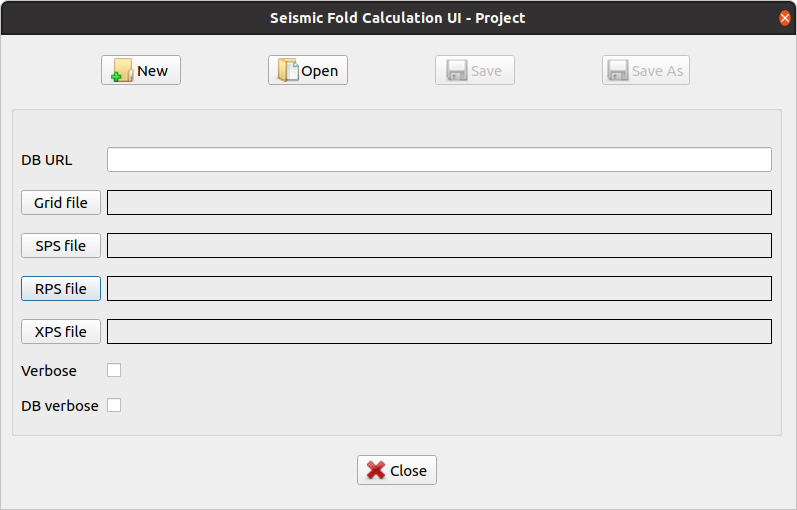 Seismic Fold Calculation UI - Project
New Open Save Save As
DB URL
Grid file
SPS file
RPS file
XPS file
Verbose
DB verbose
Close